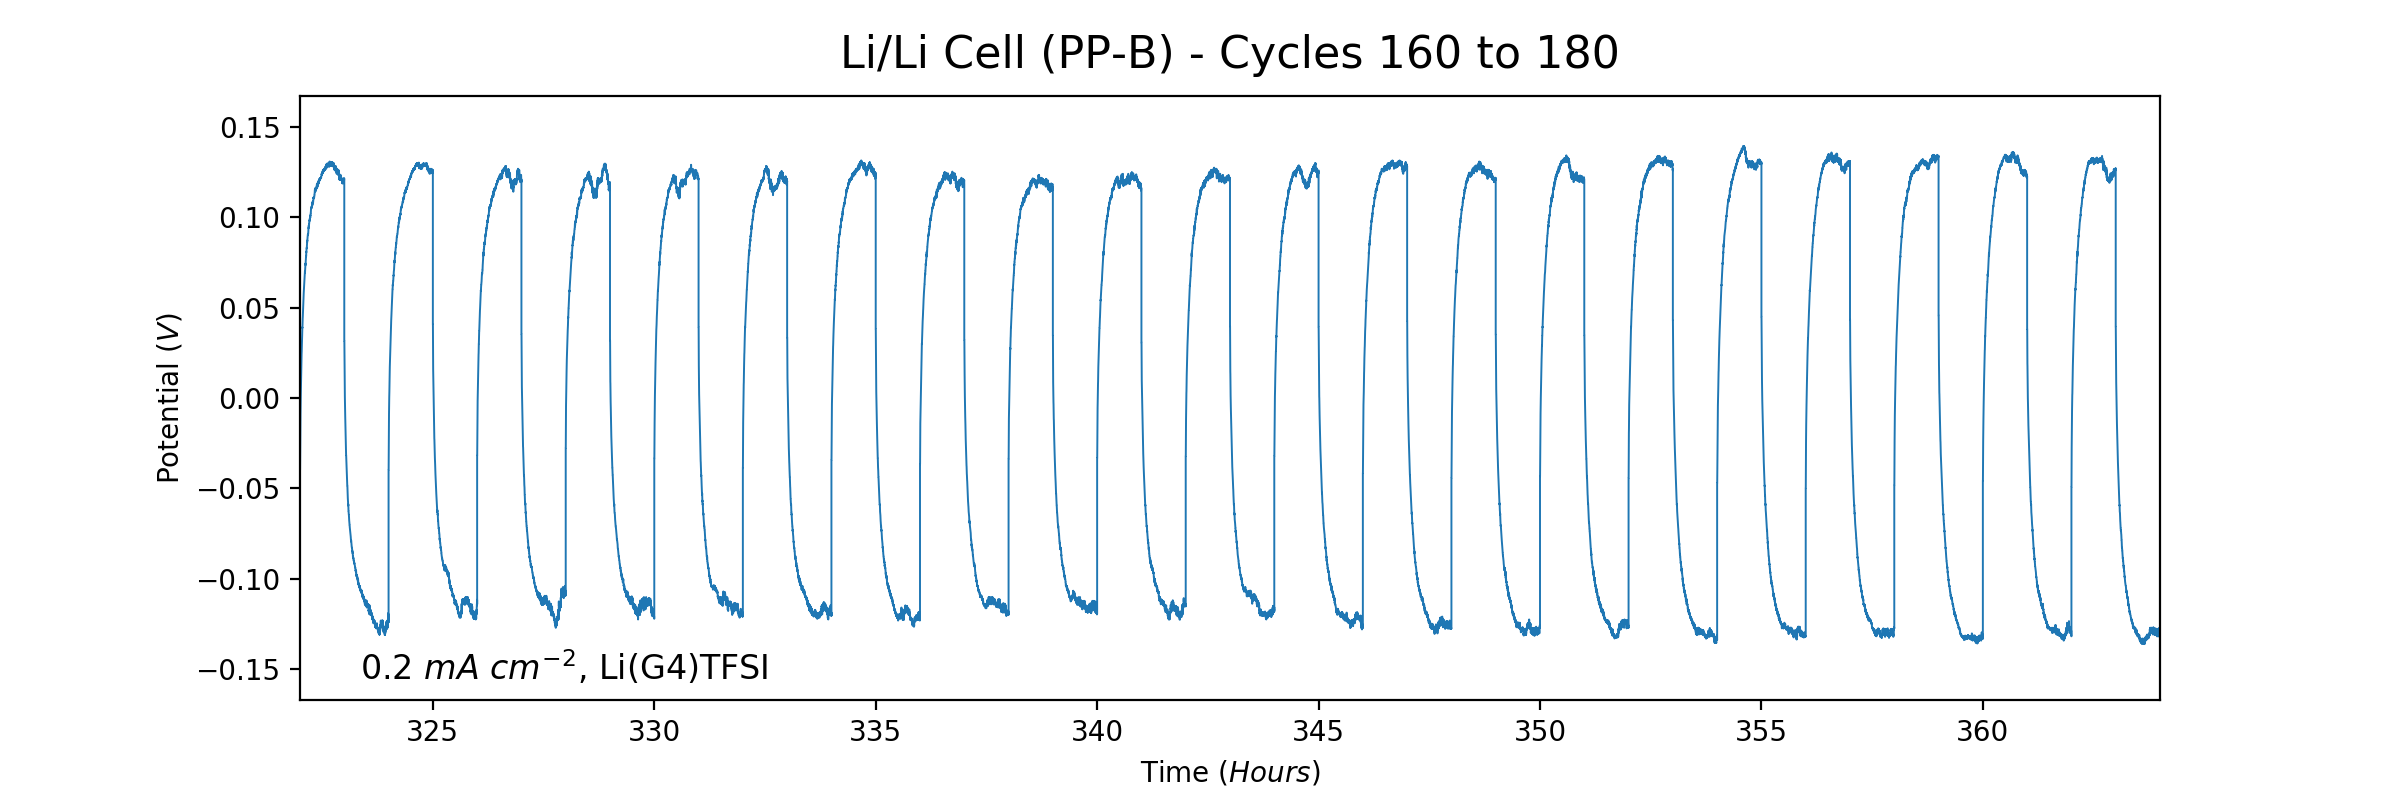 Li/Li Cell (PP-B) - Cycles 160 to 180
0.15
0.10
0.05
0.00
−0.05
−0.10
−0.15
Potential (V)
0.2 mA cm⁻², Li(G4)TFSI
325 330 335 340 345 350 355 360
Time (Hours)